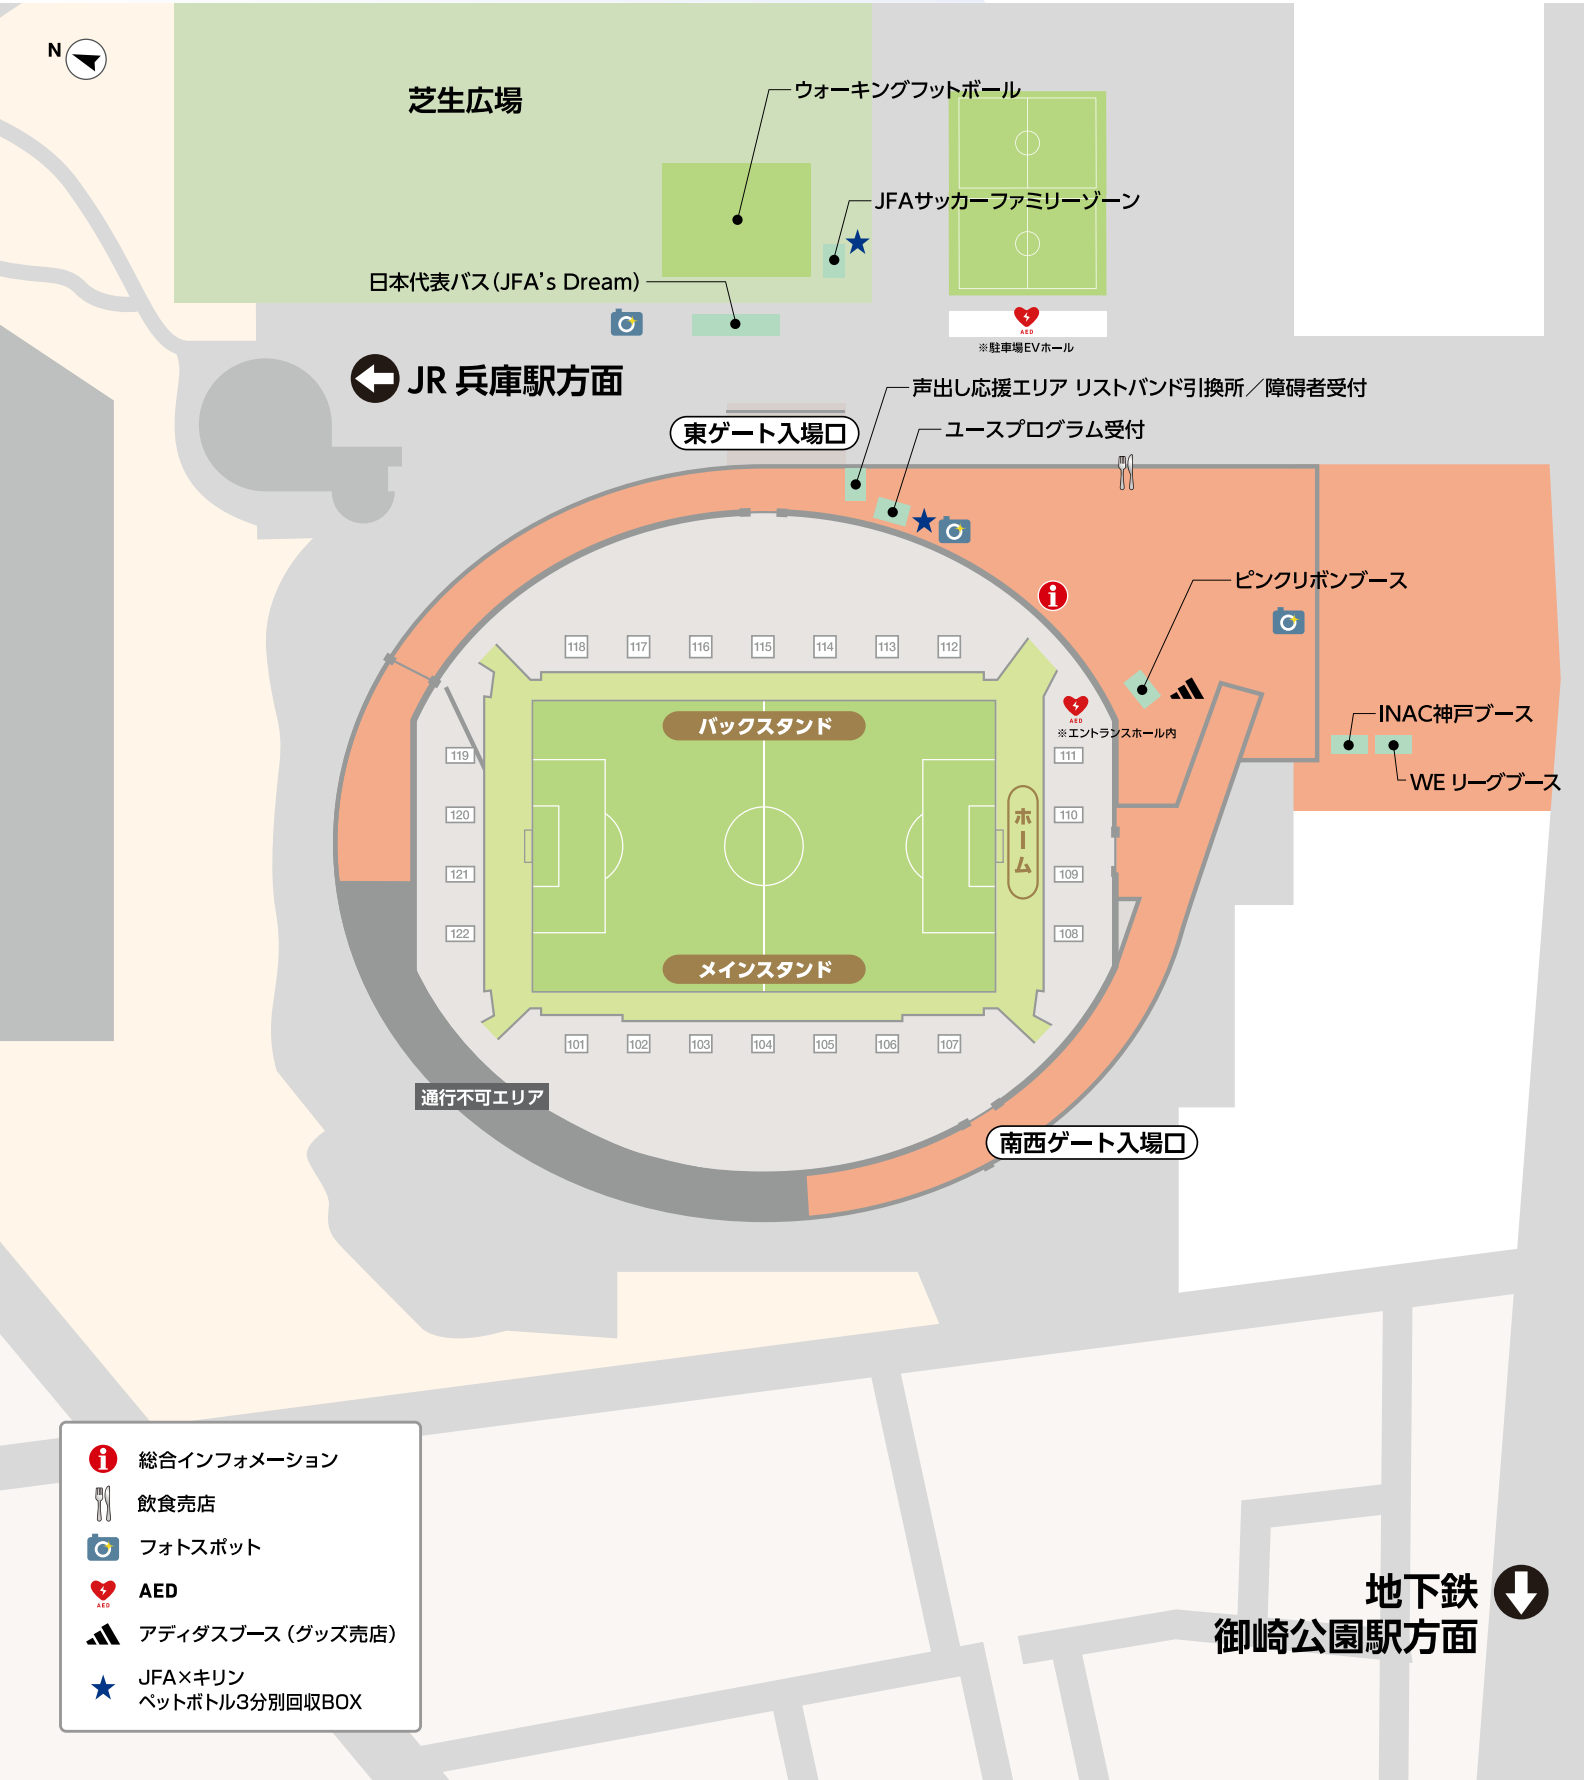 N
芝生広場
ウォーキングフットボール
JFAサッカーファミリーゾーン
日本代表バス（JFA's Dream）
AED
※駐車場EVホール
JR 兵庫駅方面
声出し応援エリア リストバンド引換所／障碍者受付
東ゲート入場口
ユースプログラム受付
ピンクリボンブース
118
117
116
115
114
113
112
AED
※エントランスホール内
INAC神戸ブース
WE リーグブース
バックスタンド
119
111
120
110
ホーム
121
109
122
108
メインスタンド
101
102
103
104
105
106
107
通行不可エリア
南西ゲート入場口
総合インフォメーション
飲食売店
フォトスポット
AED
AED
アディダスブース（グッズ売店）
JFA×キリン
ペットボトル3分別回収BOX
地下鉄
御崎公園駅方面